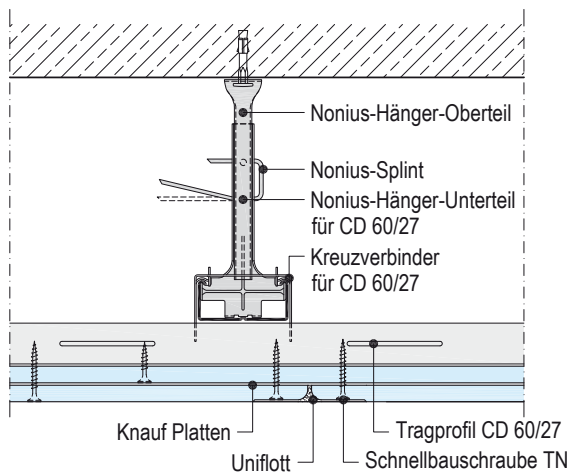 Nonius-Hänger-Oberteil
Nonius-Splint
Nonius-Hänger-Unterteil
für CD 60/27
Kreuzverbinder
für CD 60/27
Knauf Platten
Tragprofil CD 60/27
Uniflott
Schnellbauschraube TN